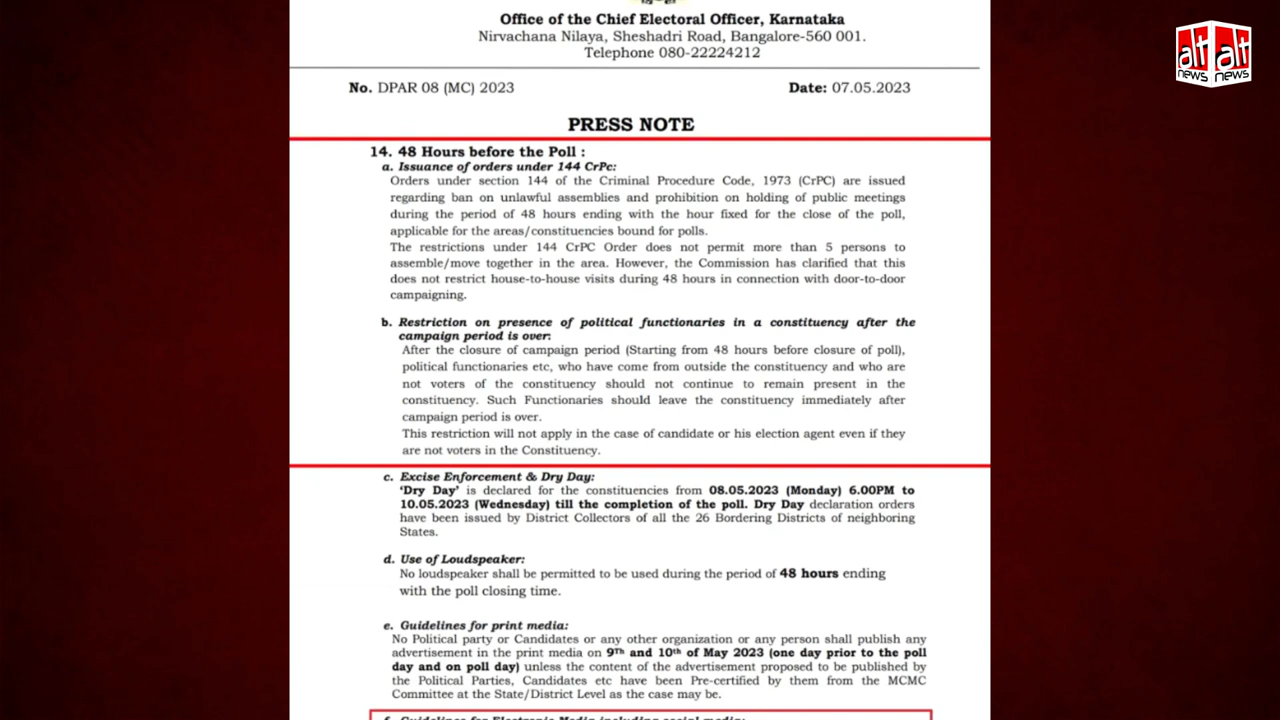 Office of the Chief Electoral Officer, Karnataka
Nirvachana Nilaya, Sheshadri Road, Bangalore-560 001.
Telephone 080-22224212
alt alt
news news
No. DPAR 08 (MC) 2023 Date: 07.05.2023
PRESS NOTE
14. 48 Hours before the Poll :
a. Issuance of orders under 144 CrPc:
Orders under section 144 of the Criminal Procedure Code, 1973 (CrPC) are issued
regarding ban on unlawful assemblies and prohibition on holding of public meetings
during the period of 48 hours ending with the hour fixed for the close of the poll,
applicable for the areas/constituencies bound for polls.
The restrictions under 144 CrPC Order does not permit more than 5 persons to
assemble/move together in the area. However, the Commission has clarified that this
does not restrict house-to-house visits during 48 hours in connection with door-to-door
campaigning.
b. Restriction on presence of political functionaries in a constituency after the
campaign period is over:
After the closure of campaign period (Starting from 48 hours before closure of poll),
political functionaries etc, who have come from outside the constituency and who are
not voters of the constituency should not continue to remain present in the
constituency. Such Functionaries should leave the constituency immediately after
campaign period is over.
This restriction will not apply in the case of candidate or his election agent even if they
are not voters in the Constituency.
c. Excise Enforcement & Dry Day:
'Dry Day' is declared for the constituencies from 08.05.2023 (Monday) 6.00PM to
10.05.2023 (Wednesday) till the completion of the poll. Dry Day declaration orders
have been issued by District Collectors of all the 26 Bordering Districts of neighboring
States.
d. Use of Loudspeaker:
No loudspeaker shall be permitted to be used during the period of 48 hours ending
with the poll closing time.
e. Guidelines for print media:
No Political party or Candidates or any other organization or any person shall publish any
advertisement in the print media on 9Th and 10th of May 2023 (one day prior to the poll
day and on poll day) unless the content of the advertisement proposed to be published by
the Political Parties, Candidates etc have been Pre-certified by them from the MCMC
Committee at the State/District Level as the case may be.
f. Guidelines for Electronic Media including social media: